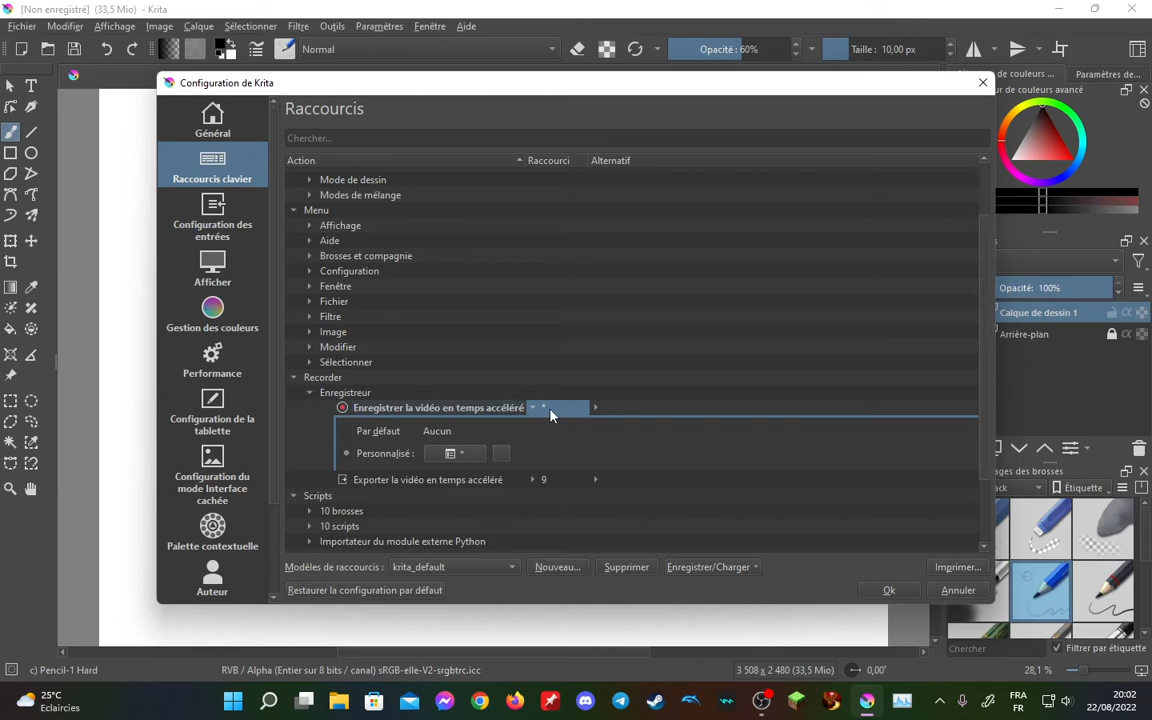 [Non enregistré] (33,5 Mio) - Krita
Fichier Modifier Affichage Image Calque Sélectionner Filtre Outils Paramètres Fenêtre Aide
Normal Opacité : 60% Taille : 10,00 px
Configuration de Krita
de couleurs ... Paramètres de...
ur de couleurs avancé
Général
Raccourcis clavier
Configuration des entrées
Afficher
Gestion des couleurs
Performance
Configuration de la tablette
Configuration du mode Interface cachée
Palette contextuelle
Auteur
Raccourcis
Chercher...
Action Raccourci Alternatif
Mode de dessin
Modes de mélange
Menu
Affichage
Aide
Brosses et compagnie
Configuration
Fenêtre
Fichier
Filtre
Image
Modifier
Sélectionner
Recorder
Enregistreur
Enregistrer la vidéo en temps accéléré *
Par défaut Aucun
Personnalisé : *
Exporter la vidéo en temps accéléré 9
Scripts
10 brosses
10 scripts
Importateur du module externe Python
Modèles de raccourcis : krita_default Nouveau... Supprimer Enregistrer/Charger Imprimer...
Restaurer la configuration par défaut Ok Annuler
s
Opacité: 100%
Calque de dessin 1
Arrière-plan
ages des brosses
ack Étiquette
Chercher Filtrer par étiquette
c) Pencil-1 Hard RVB / Alpha (Entier sur 8 bits / canal) sRGB-elle-V2-srgbtrc.icc 3 508 x 2 480 (33,5 Mio) 0,00° 28,1 %
25°C
Eclaircies
FRA
FR
20:02
22/08/2022